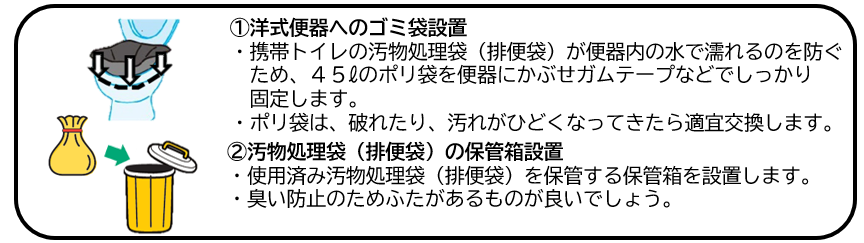 ①洋式便器へのゴミ袋設置
・携帯トイレの汚物処理袋（排便袋）が便器内の水で濡れるのを防ぐ
ため、４５ℓのポリ袋を便器にかぶせガムテープなどでしっかり
固定します。
・ポリ袋は、破れたり、汚れがひどくなってきたら適宜交換します。
②汚物処理袋（排便袋）の保管箱設置
・使用済み汚物処理袋（排便袋）を保管する保管箱を設置します。
・臭い防止のためふたがあるものが良いでしょう。